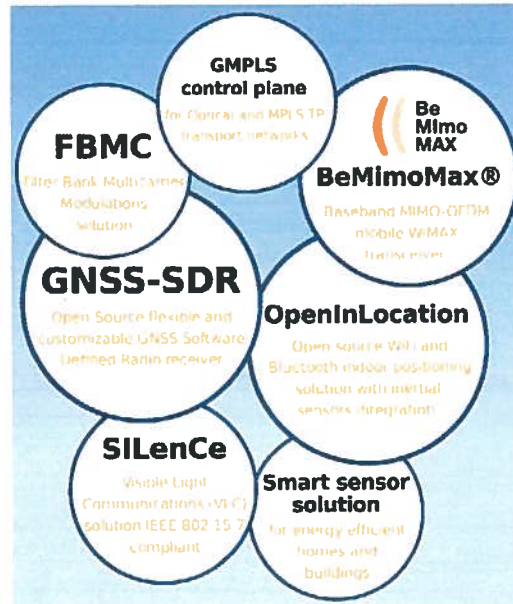 GMPLS
control plane
for Optical and MPLS TP
transport networks
Be
MImo
MAX
BeMimoMax®
Baseband MIMO-OFDM
mobile WiMAX
Transceiver
FBMC
Filter Bank Multicarrier
Modulations
solution
GNSS-SDR
Open Source flexible and
customizable GNSS Software
Defined Radio receiver
OpenInLocation
Open source WiFi and
Bluetooth indoor positioning
solution with inertial
sensors integration
SILenCe
Visible Light
Communications (VLC)
solution IEEE 802 15 7
compliant
Smart sensor
solution
for energy efficient
homes and
buildings